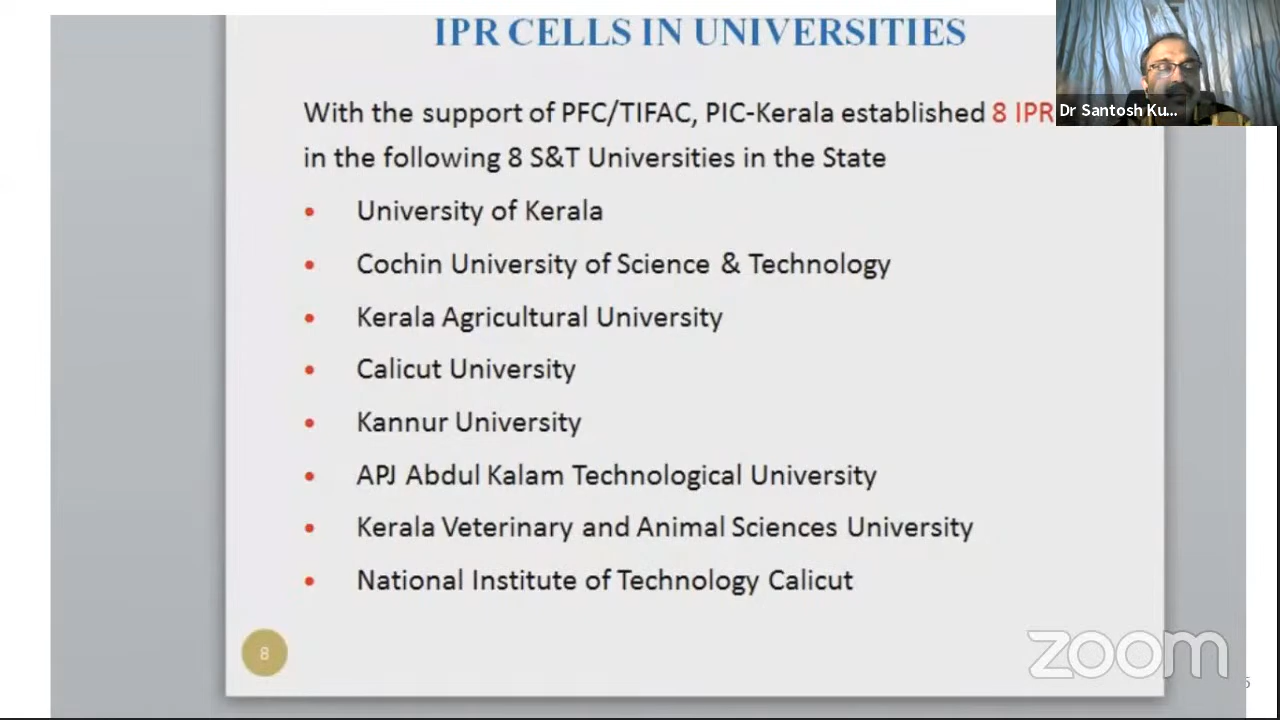 IPR CELLS IN UNIVERSITIES
With the support of PFC/TIFAC, PIC-Kerala established 8 IPR
in the following 8 S&T Universities in the State
• University of Kerala
• Cochin University of Science & Technology
• Kerala Agricultural University
• Calicut University
• Kannur University
• APJ Abdul Kalam Technological University
• Kerala Veterinary and Animal Sciences University
• National Institute of Technology Calicut
8
Dr Santosh Ku...
zoom
5